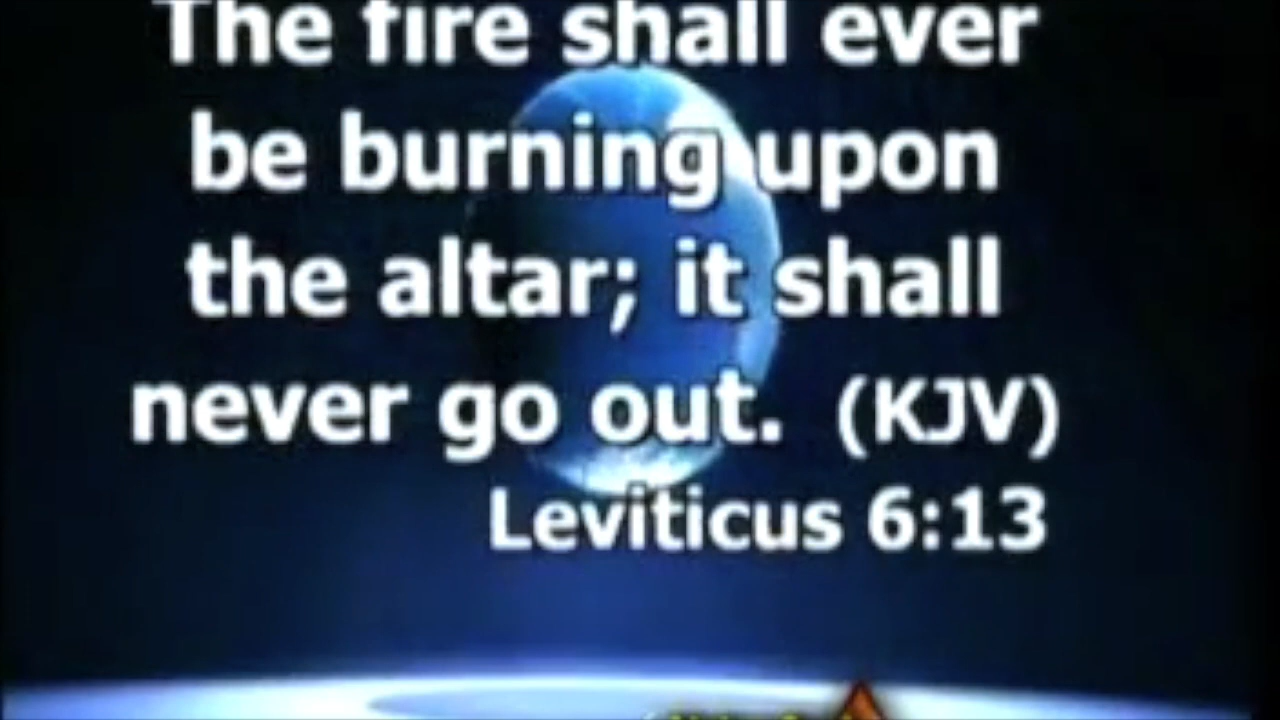 The fire shall ever
be burning upon
the altar; it shall
never go out. (KJV)
Leviticus 6:13